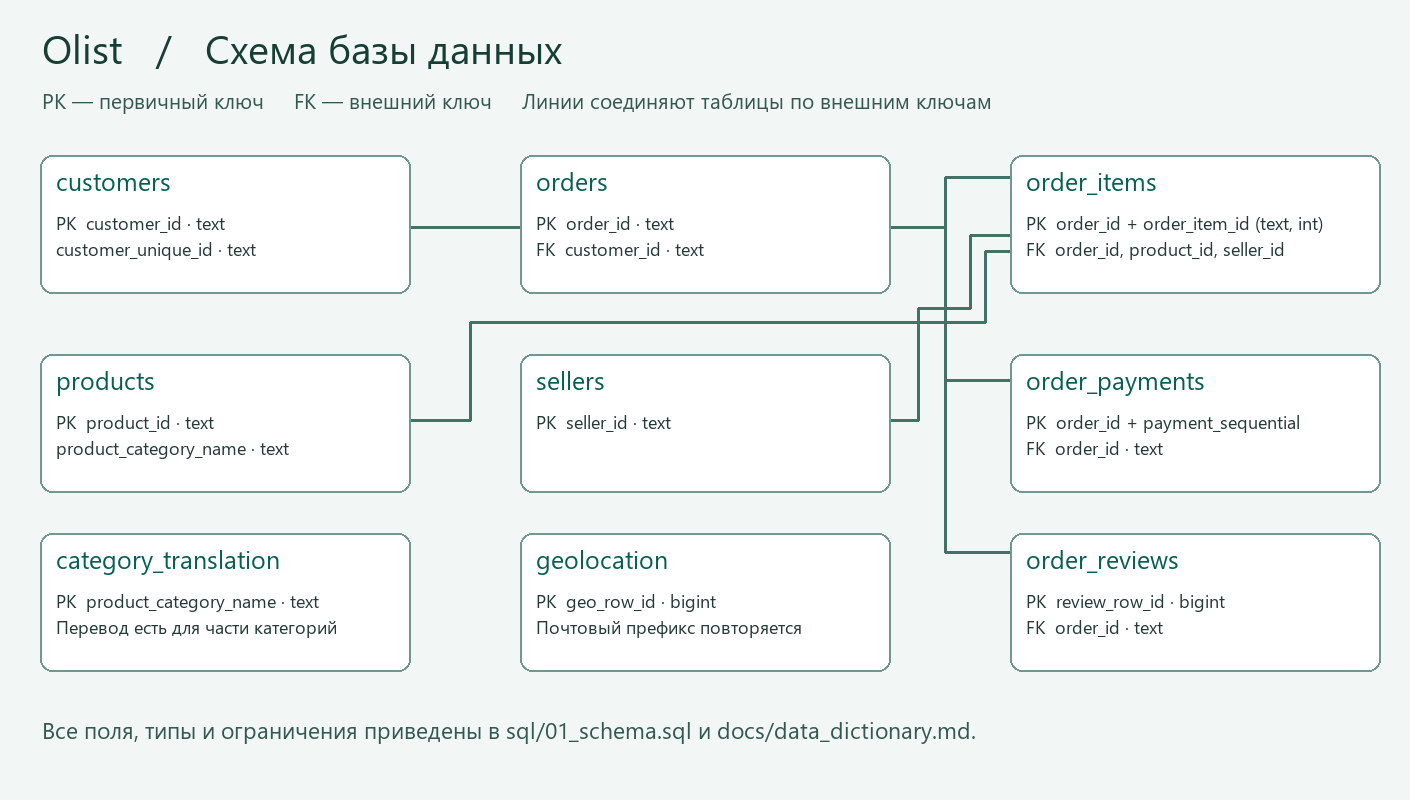 Olist / Схема базы данных
PK — первичный ключ FK — внешний ключ Линии соединяют таблицы по внешним ключам
customers
PK customer_id · text
customer_unique_id · text
orders
PK order_id · text
FK customer_id · text
order_items
PK order_id + order_item_id (text, int)
FK order_id, product_id, seller_id
products
PK product_id · text
product_category_name · text
sellers
PK seller_id · text
order_payments
PK order_id + payment_sequential
FK order_id · text
category_translation
PK product_category_name · text
Перевод есть для части категорий
geolocation
PK geo_row_id · bigint
Почтовый префикс повторяется
order_reviews
PK review_row_id · bigint
FK order_id · text
Все поля, типы и ограничения приведены в sql/01_schema.sql и docs/data_dictionary.md.